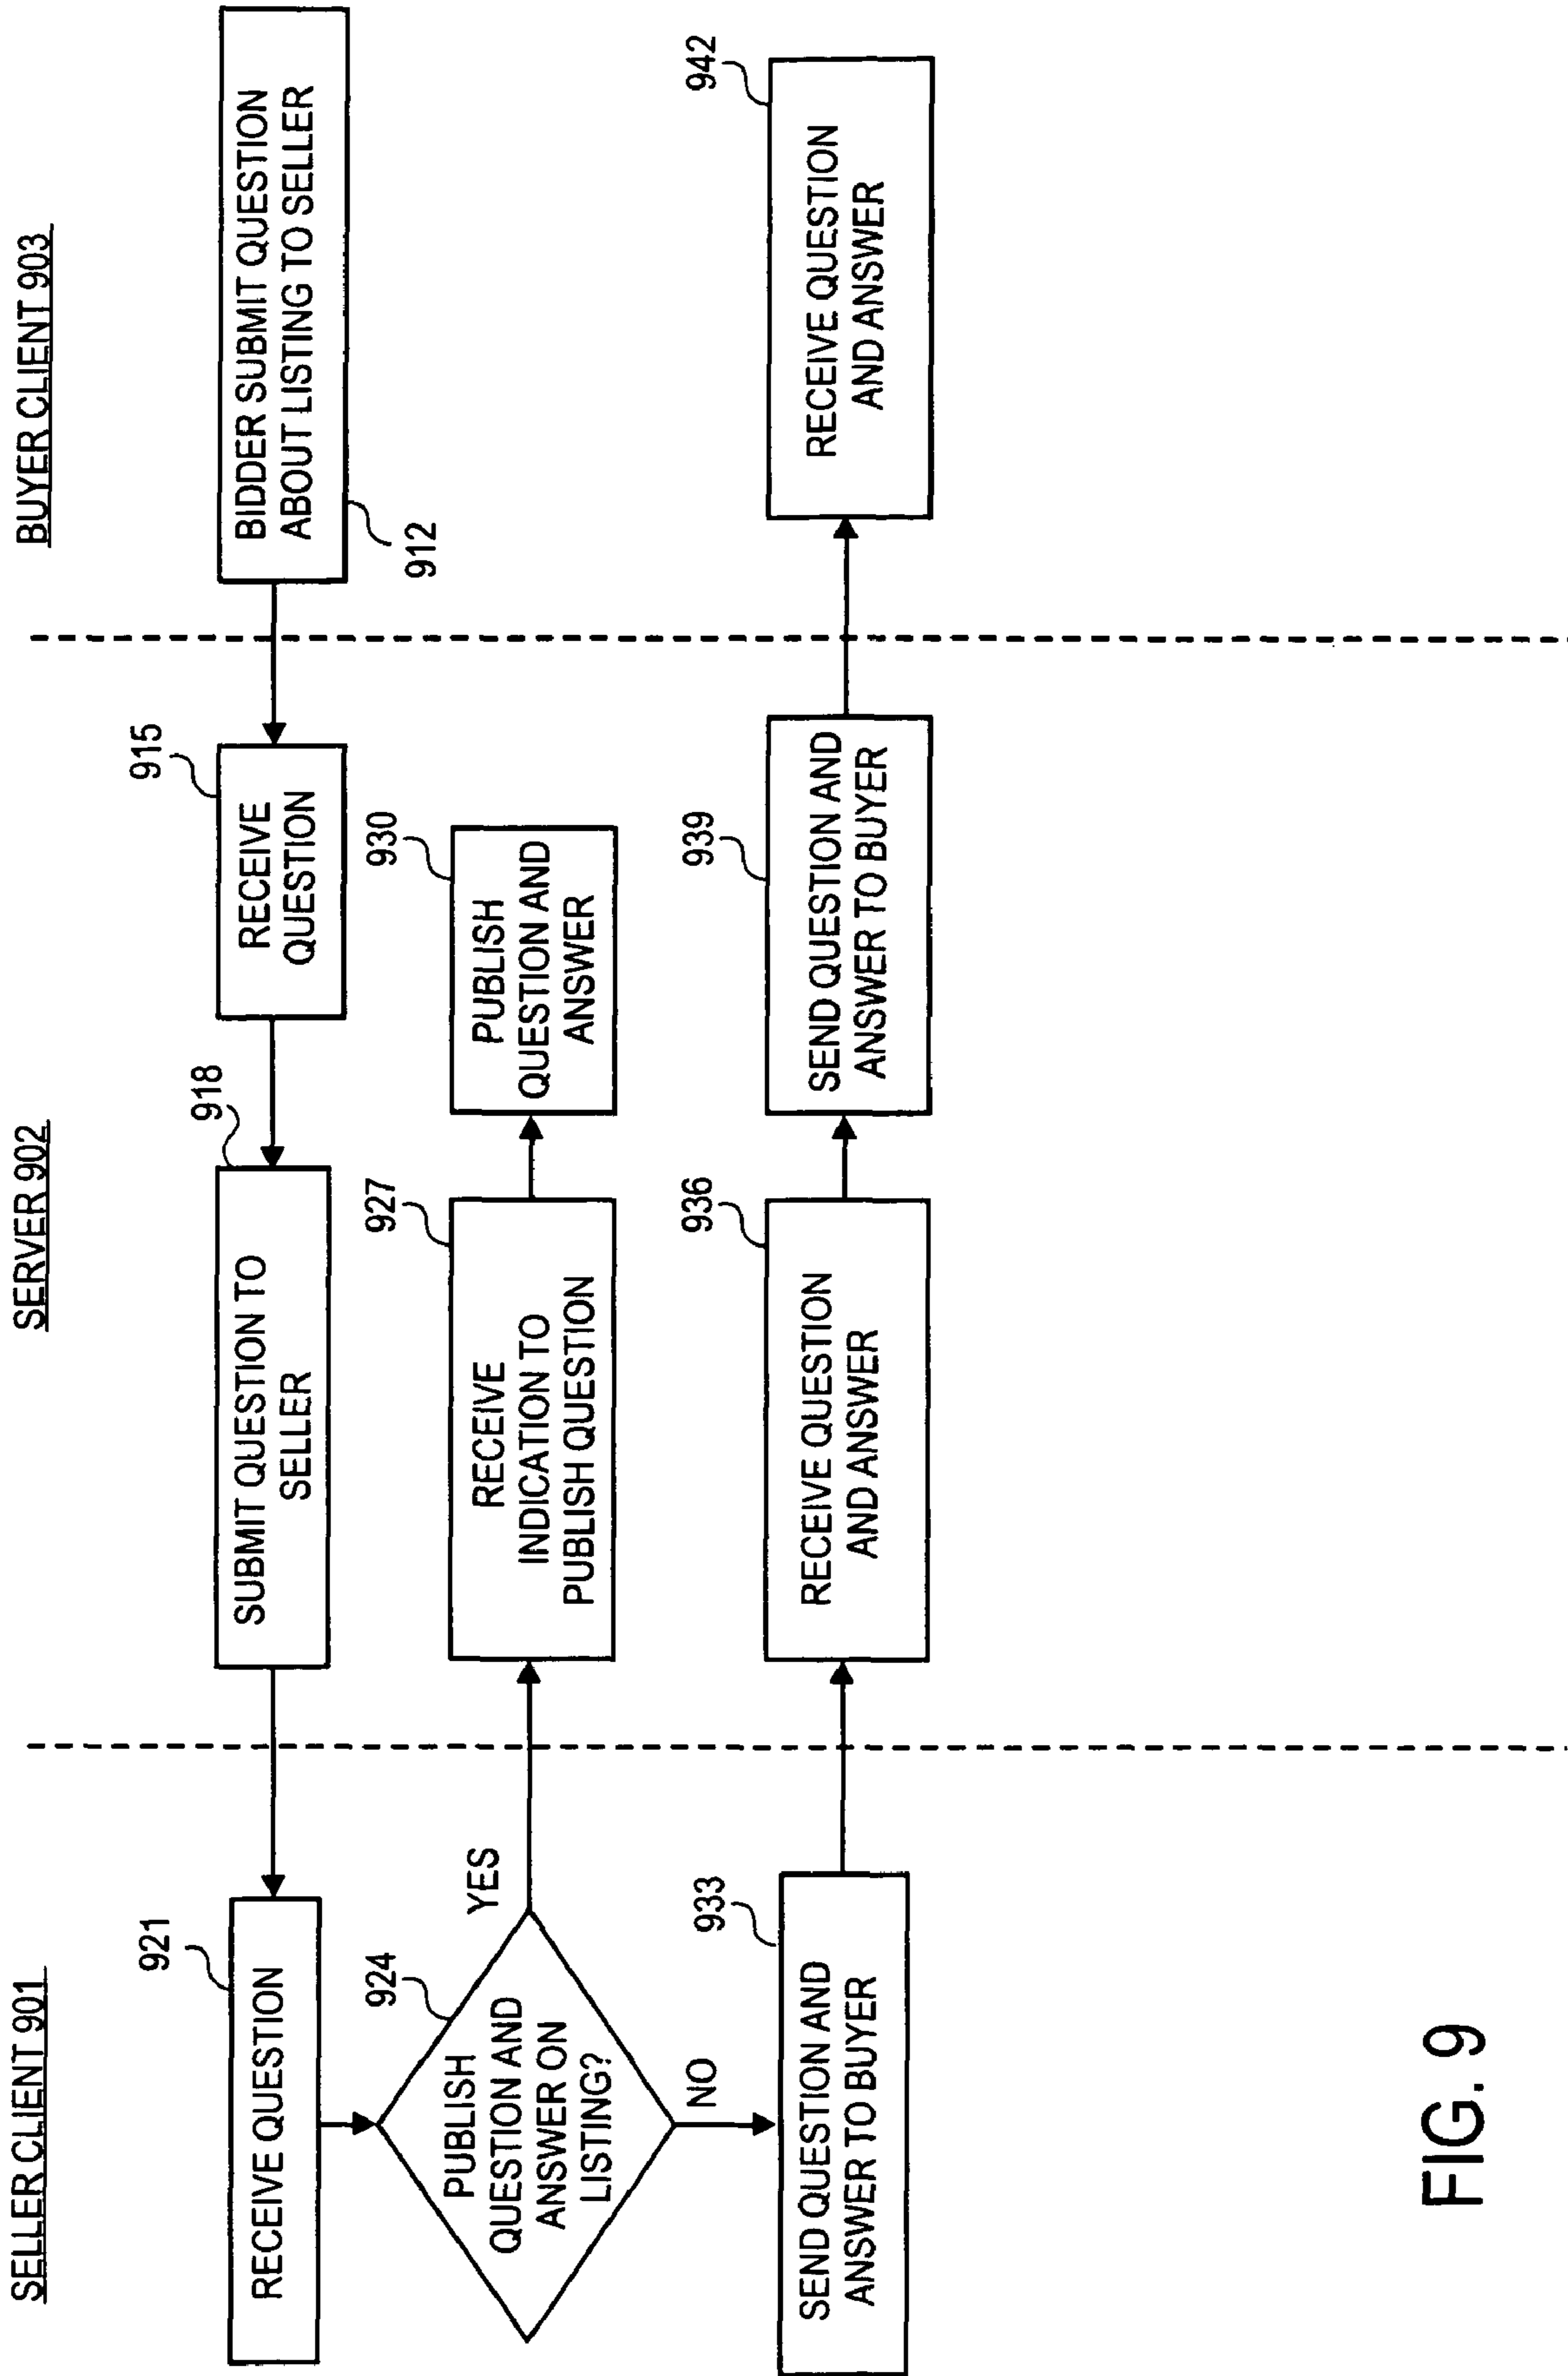 SELLER CLIENT 901
SERVER 902
BUYER CLIENT 903
BIDDER SUBMIT QUESTION
ABOUT LISTING TO SELLER
912
915
RECEIVE
QUESTION
918
SUBMIT QUESTION TO
SELLER
921
RECEIVE QUESTION
924
PUBLISH
QUESTION AND
ANSWER ON
LISTING?
YES
NO
927
RECEIVE
INDICATION TO
PUBLISH QUESTION
930
PUBLISH
QUESTION AND
ANSWER
933
SEND QUESTION AND
ANSWER TO BUYER
936
RECEIVE QUESTION
AND ANSWER
939
SEND QUESTION AND
ANSWER TO BUYER
942
RECEIVE QUESTION
AND ANSWER
FIG. 9